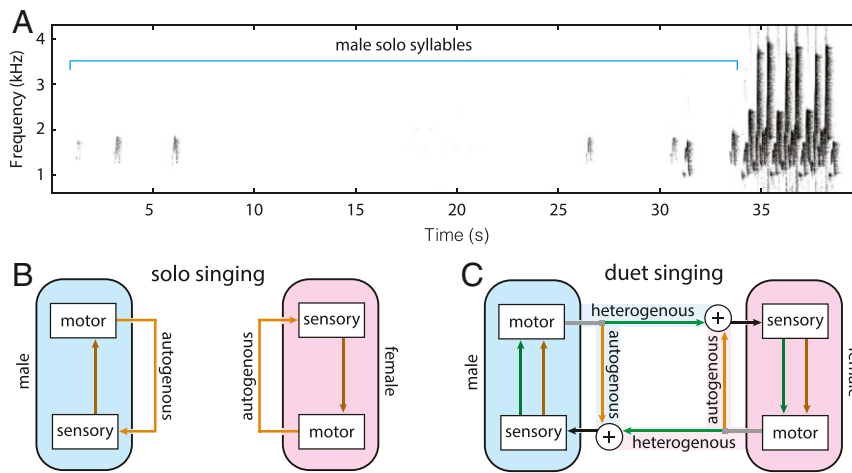 A
male solo syllables
Frequency (kHz)
4
3
2
1
5
10
15
20
25
30
35
Time (s)
B
solo singing
male
motor
sensory
autogenous
autogenous
sensory
motor
female
C
duet singing
male
motor
sensory
heterogenous
autogenous
autogenous
heterogenous
+
+
sensory
motor